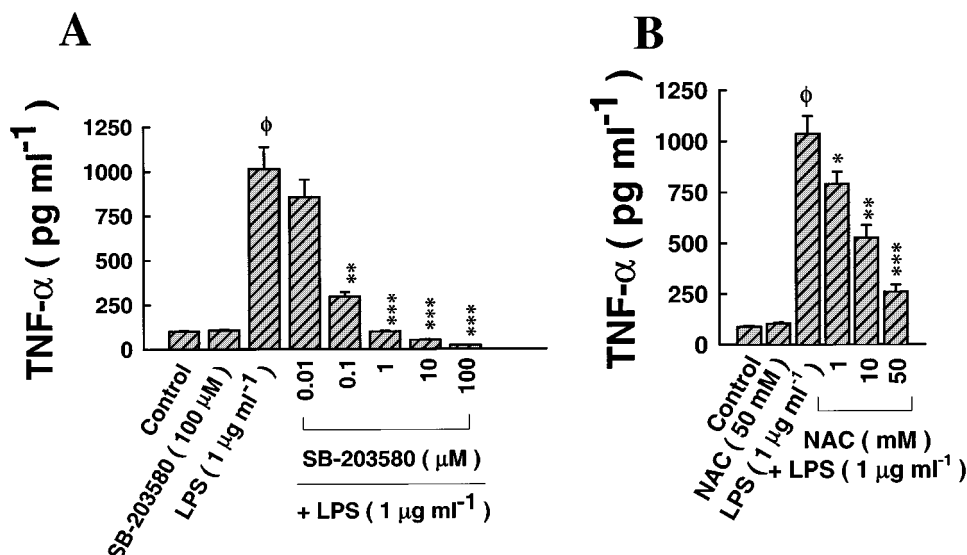 A
TNF-α ( pg ml⁻¹ )
1250
1000
750
500
250
0
ϕ
**
***
***
***
Control
SB-203580 ( 100 μM )
LPS ( 1 μg ml⁻¹ )
0.01
0.1
1
10
100
SB-203580 ( μM )
+ LPS ( 1 μg ml⁻¹ )
B
TNF-α ( pg ml⁻¹ )
1250
1000
750
500
250
0
ϕ
*
**
***
Control
NAC ( 50 mM )
LPS ( 1 μg ml⁻¹ )
1
10
50
NAC ( mM )
+ LPS ( 1 μg ml⁻¹ )